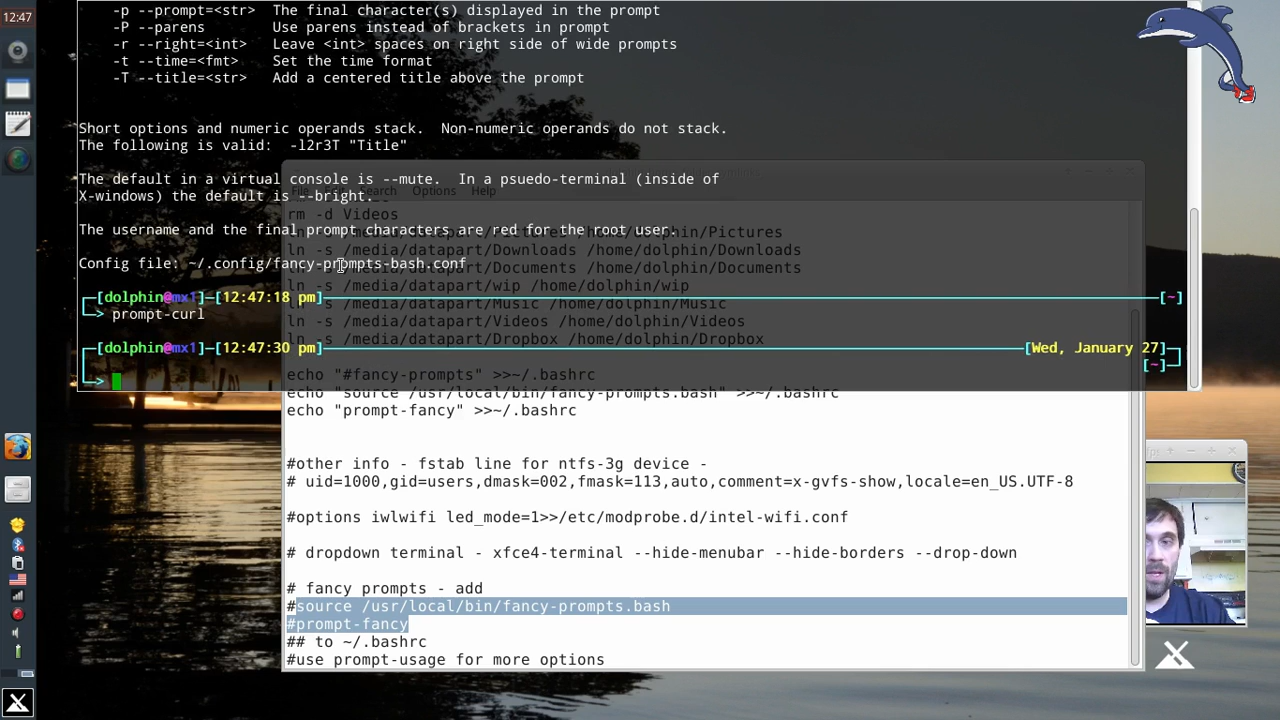 12:47
-p --prompt=<str>  The final character(s) displayed in the prompt
-P --parens        Use parens instead of brackets in prompt
-r --right=<int>   Leave <int> spaces on right side of wide prompts
-t --time=<fmt>    Set the time format
-T --title=<str>   Add a centered title above the prompt
Short options and numeric operands stack.  Non-numeric operands do not stack.
The following is valid:  -l2r3T "Title"
The default in a virtual console is --mute.  In a psuedo-terminal (inside of
X-windows) the default is --bright.
The username and the final prompt characters are red for the root user.
Config file: ~/.config/fancy-prompts-bash.conf
[dolphin@mx1]—[12:47:18 pm] [~]
> prompt-curl
[dolphin@mx1]—[12:47:30 pm] [Wed, January 27]
[~]
>
File Edit Search Options Help
rm -d Videos
ln -s /media/datapart/Pictures /home/dolphin/Pictures
ln -s /media/datapart/Downloads /home/dolphin/Downloads
ln -s /media/datapart/Documents /home/dolphin/Documents
ln -s /media/datapart/wip /home/dolphin/wip
ln -s /media/datapart/Music /home/dolphin/Music
ln -s /media/datapart/Videos /home/dolphin/Videos
ln -s /media/datapart/Dropbox /home/dolphin/Dropbox
echo "#fancy-prompts" >>~/.bashrc
echo "source /usr/local/bin/fancy-prompts.bash" >>~/.bashrc
echo "prompt-fancy" >>~/.bashrc
#other info - fstab line for ntfs-3g device -
# uid=1000,gid=users,dmask=002,fmask=113,auto,comment=x-gvfs-show,locale=en_US.UTF-8
#options iwlwifi led_mode=1>>/etc/modprobe.d/intel-wifi.conf
# dropdown terminal - xfce4-terminal --hide-menubar --hide-borders --drop-down
# fancy prompts - add
#source /usr/local/bin/fancy-prompts.bash
#prompt-fancy
## to ~/.bashrc
#use prompt-usage for more options